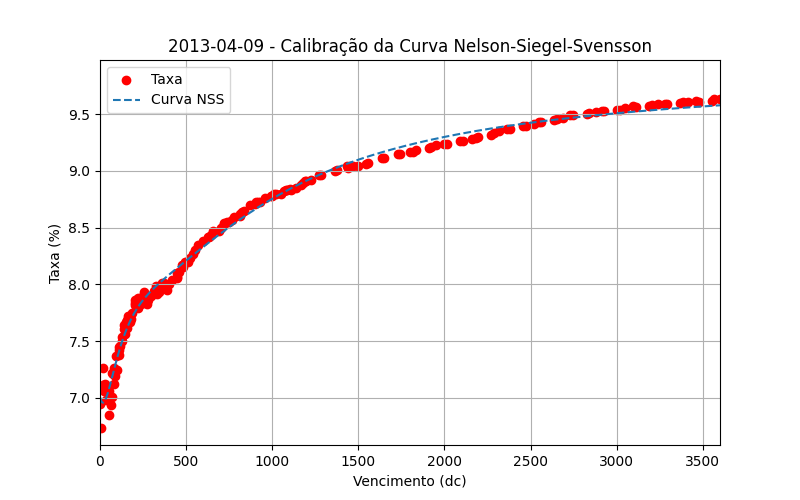 2013-04-09 - Calibração da Curva Nelson-Siegel-Svensson
Taxa
Curva NSS
Taxa (%)
9.5
9.0
8.5
8.0
7.5
7.0
0 500 1000 1500 2000 2500 3000 3500
Vencimento (dc)